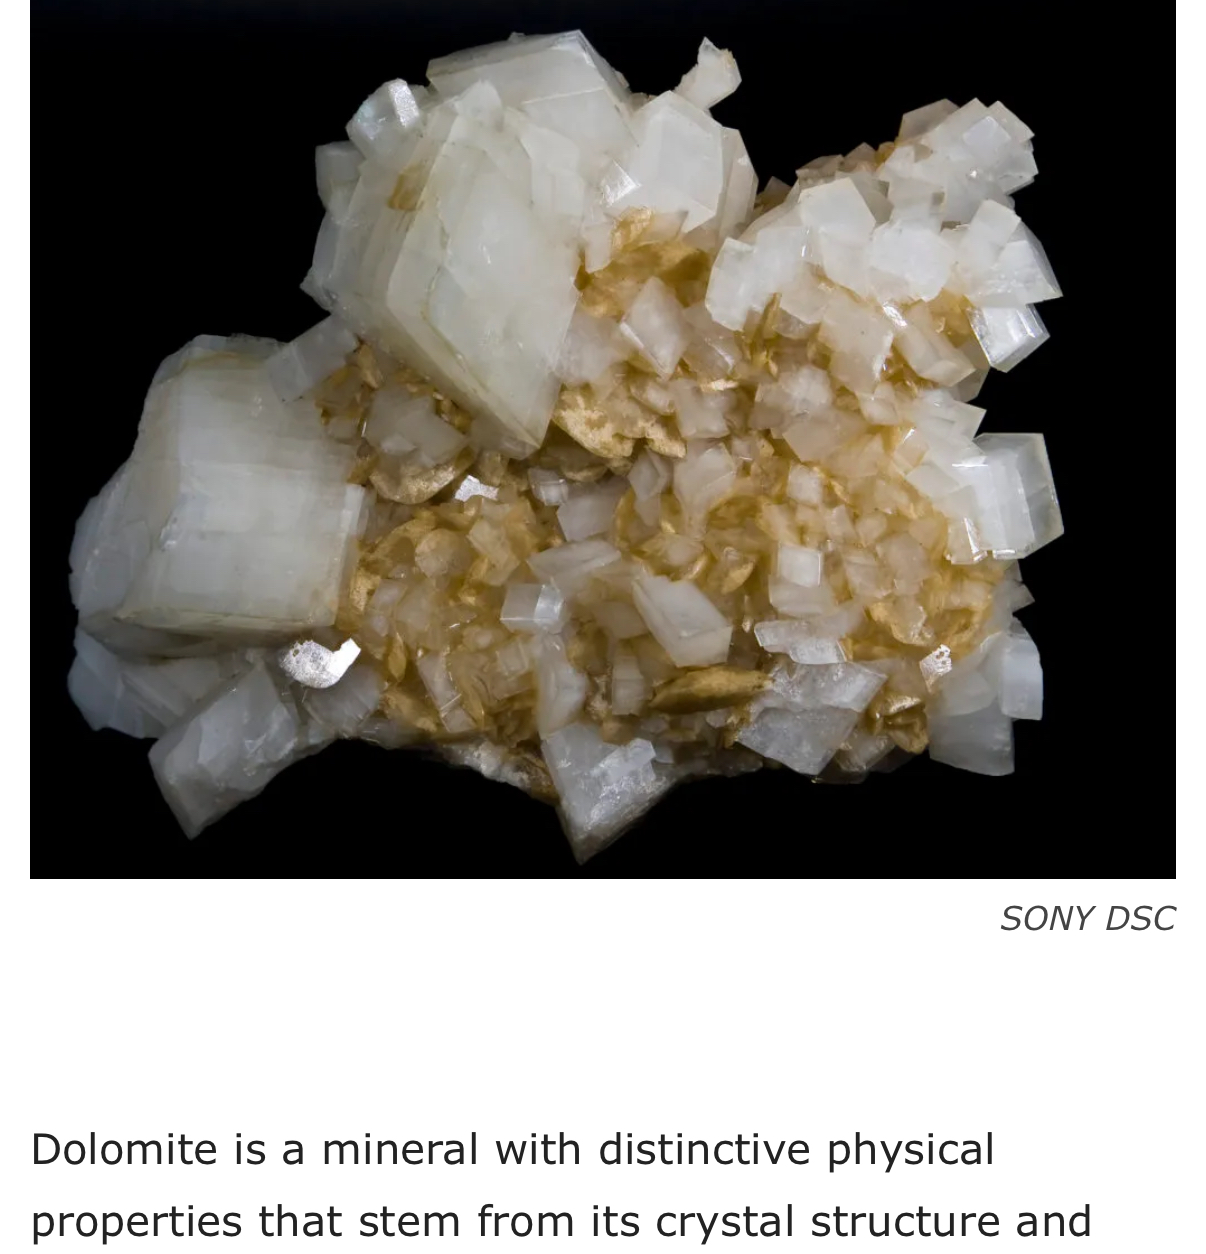 SONY DSC
Dolomite is a mineral with distinctive physical
properties that stem from its crystal structure and